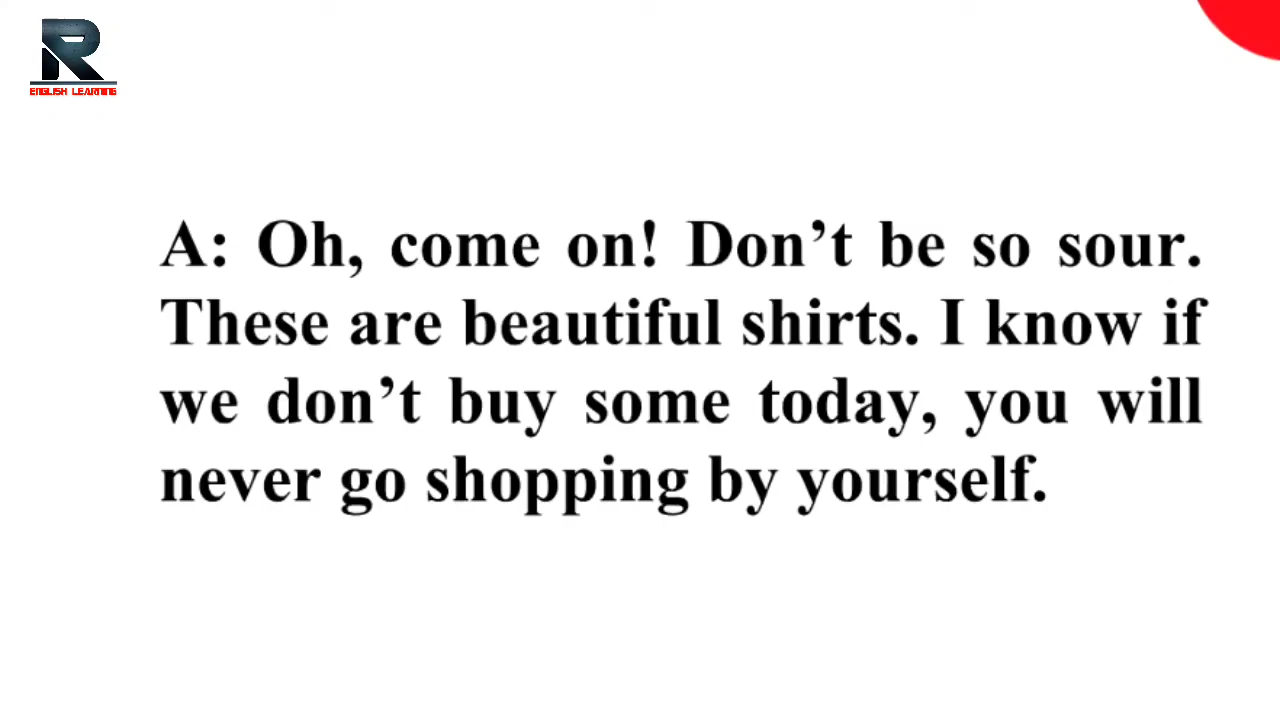 R
ENGLISH LEARNING
A: Oh, come on! Don’t be so sour.
These are beautiful shirts. I know if
we don’t buy some today, you will
never go shopping by yourself.